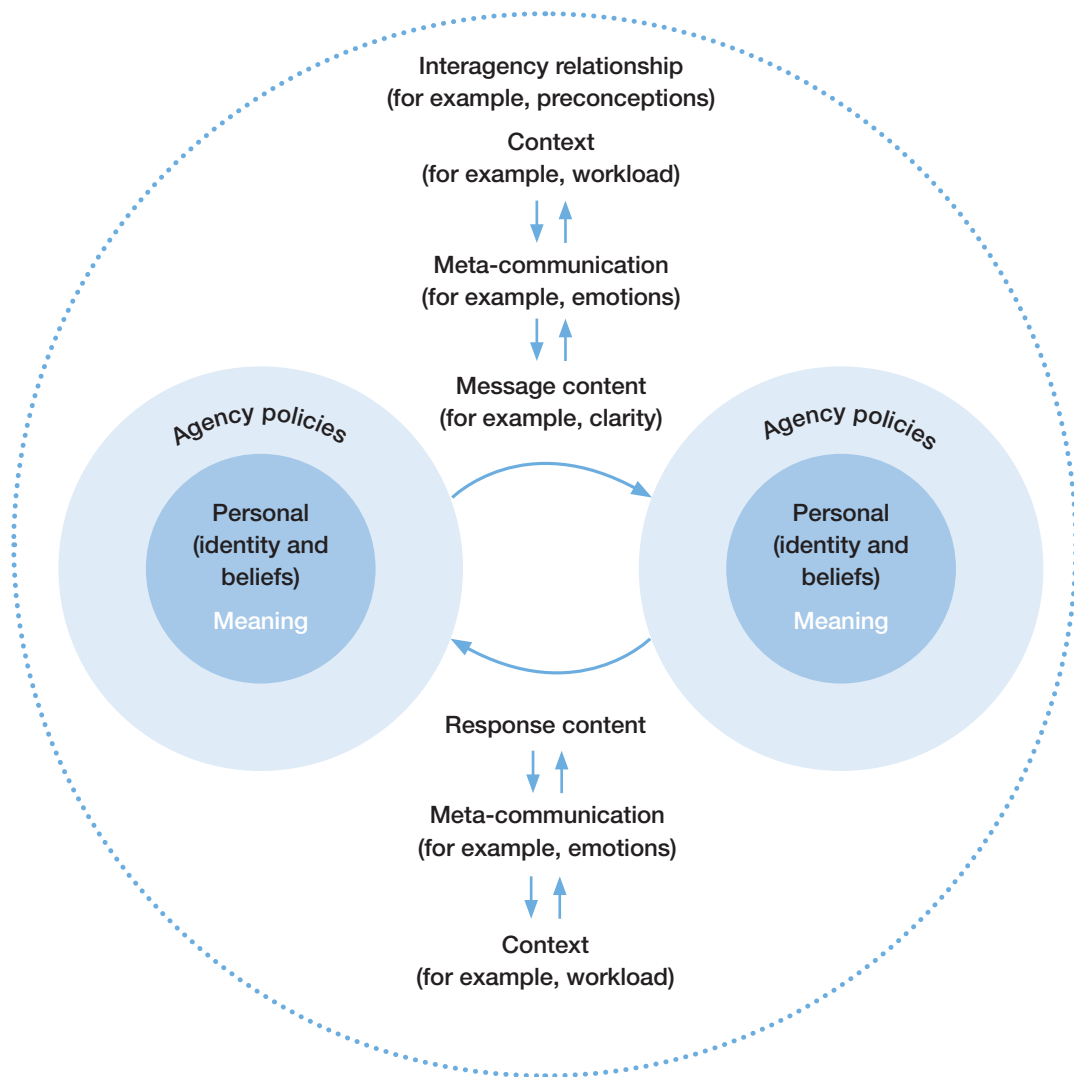 Interagency relationship
(for example, preconceptions)
Context
(for example, workload)
Meta-communication
(for example, emotions)
Message content
(for example, clarity)
Agency policies
Personal
(identity and
beliefs)
Meaning
Agency policies
Personal
(identity and
beliefs)
Meaning
Response content
Meta-communication
(for example, emotions)
Context
(for example, workload)